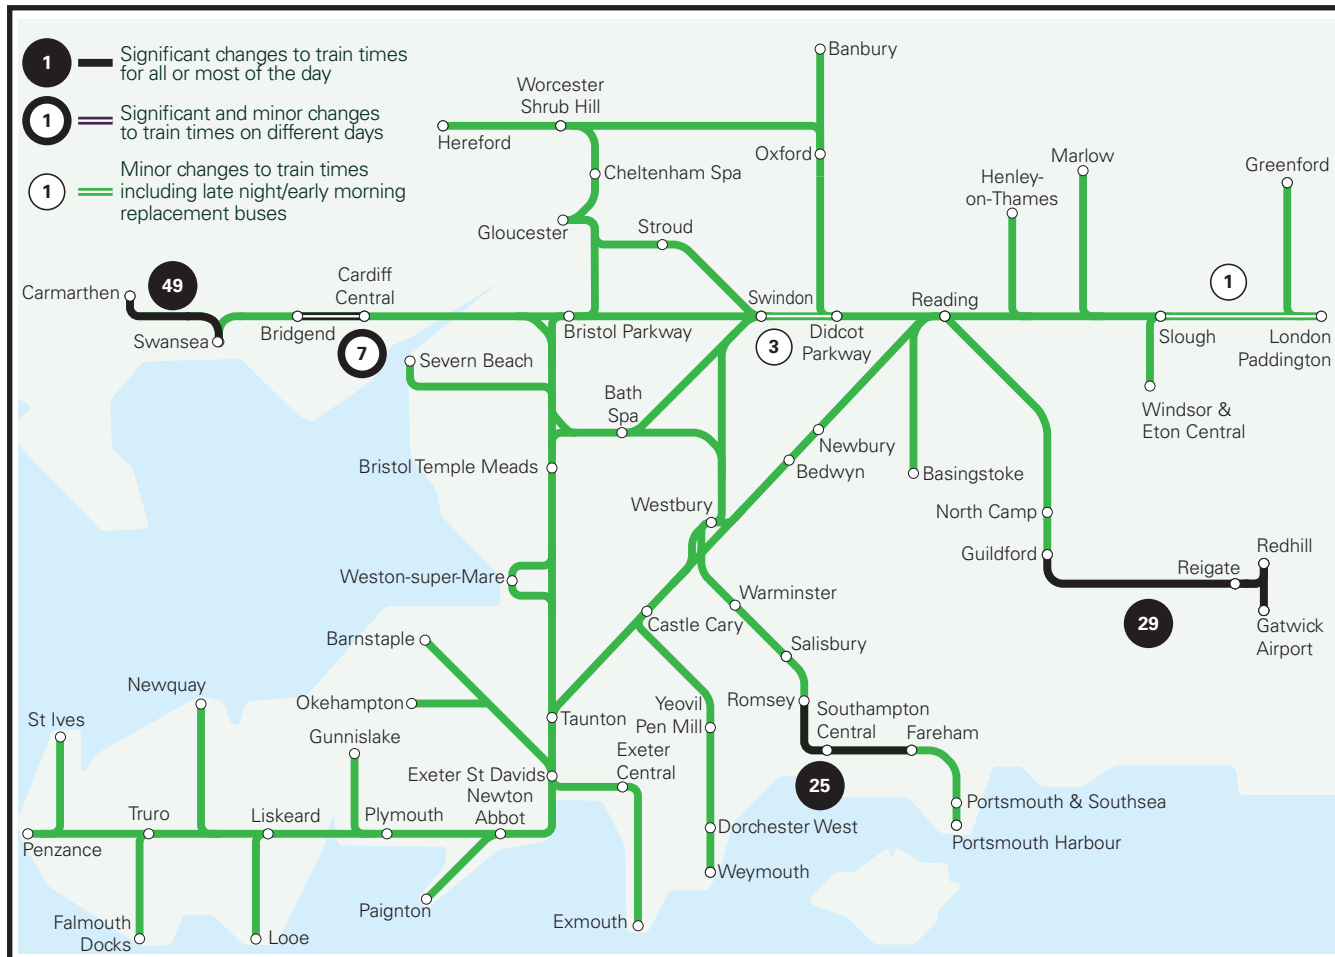 1
Significant changes to train times
for all or most of the day
1
Significant and minor changes
to train times on different days
1
Minor changes to train times
including late night/early morning
replacement buses
Banbury
Worcester
Shrub Hill
Hereford
Oxford
Cheltenham Spa
Marlow
Henley-
on-Thames
Greenford
Gloucester
Stroud
Carmarthen
49
Cardiff
Central
Swansea
Bridgend
7
Bristol Parkway
Swindon
3
Didcot
Parkway
Reading
1
Slough
London
Paddington
Severn Beach
Bath
Spa
Windsor &
Eton Central
Newbury
Bedwyn
Basingstoke
Bristol Temple Meads
Westbury
North Camp
Guildford
Redhill
Reigate
29
Gatwick
Airport
Weston-super-Mare
Warminster
Castle Cary
Salisbury
Barnstaple
Newquay
Okehampton
Romsey
Yeovil
Pen Mill
Southampton
Central
Fareham
St Ives
Gunnislake
Taunton
Exeter
Central
Exeter St Davids
Newton
Abbot
25
Truro
Liskeard
Plymouth
Penzance
Portsmouth & Southsea
Dorchester West
Portsmouth Harbour
Weymouth
Paignton
Falmouth
Docks
Looe
Exmouth